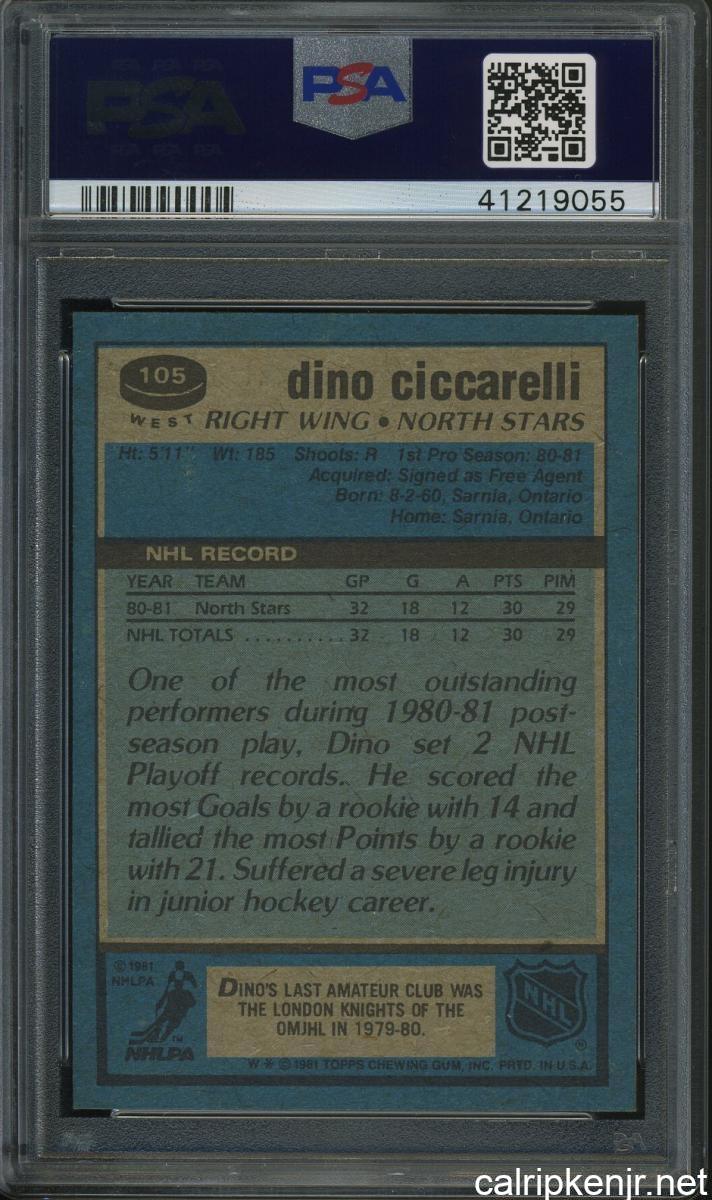 PSA
41219055
105
dino ciccarelli
WEST RIGHT WING • NORTH STARS
Ht: 5'11" Wt: 185 Shoots: R 1st Pro Season: 80-81
Acquired: Signed as Free Agent
Born: 8-2-60, Sarnia, Ontario
Home: Sarnia, Ontario
NHL RECORD
YEAR TEAM GP G A PTS PIM
80-81 North Stars 32 18 12 30 29
NHL TOTALS .......... 32 18 12 30 29
One of the most outstanding
performers during 1980-81 post-
season play, Dino set 2 NHL
Playoff records. He scored the
most Goals by a rookie with 14 and
tallied the most Points by a rookie
with 21. Suffered a severe leg injury
in junior hockey career.
© 1981
NHLPA
NHLPA
TM
DINO'S LAST AMATEUR CLUB WAS
THE LONDON KNIGHTS OF THE
OMJHL IN 1979-80.
NHL
®
W * © 1981 TOPPS CHEWING GUM, INC. PRTD. IN U.S.A.
calripkenjr.net